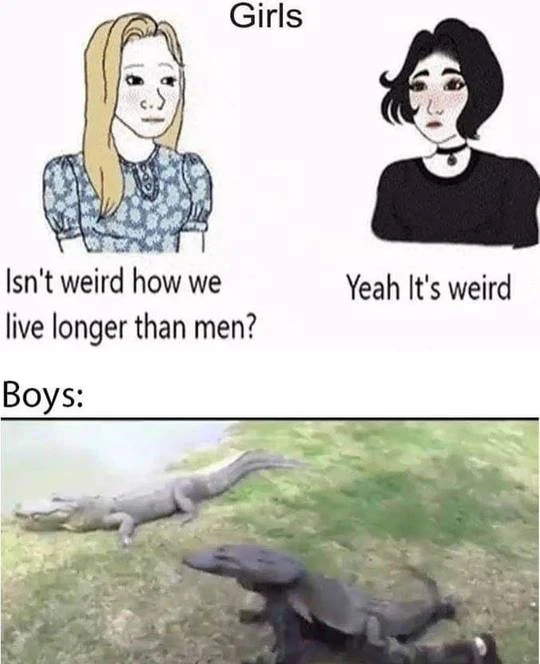 Girls
Isn't weird how we
live longer than men?
Yeah It's weird
Boys: